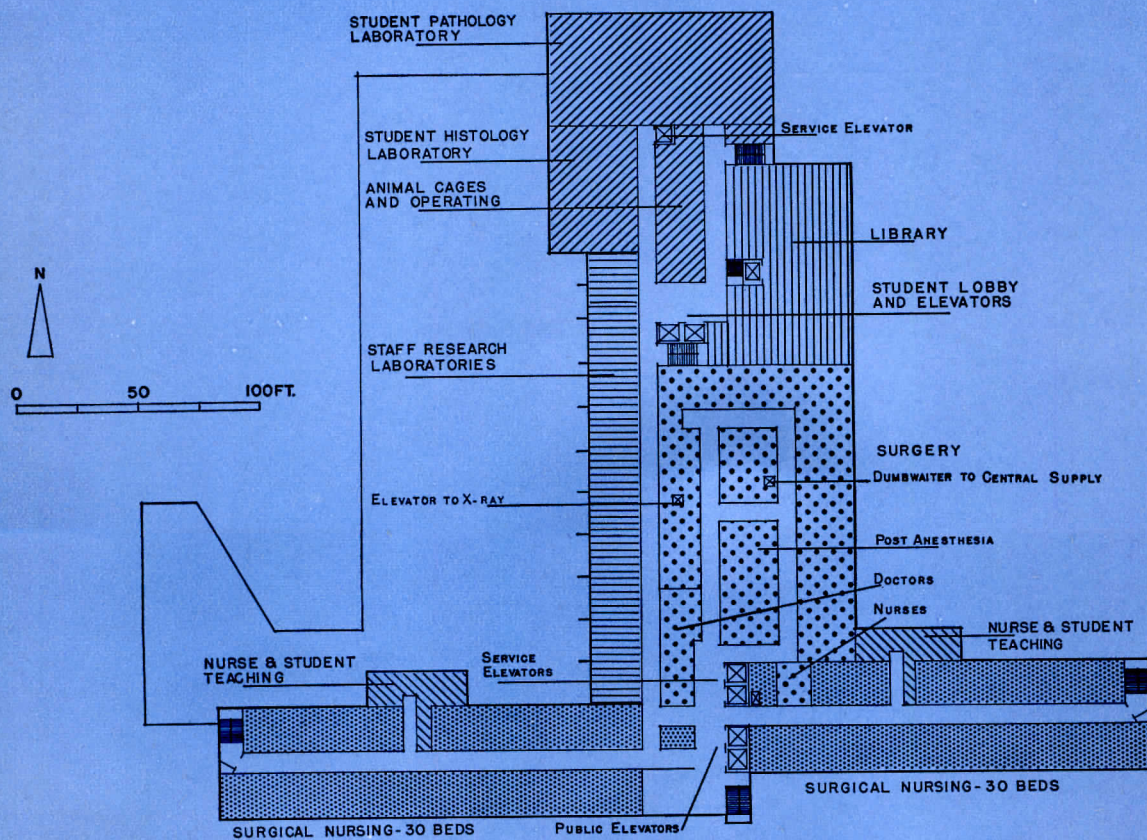 STUDENT PATHOLOGY
LABORATORY
SERVICE ELEVATOR
STUDENT HISTOLOGY
LABORATORY
ANIMAL CAGES
AND OPERATING
LIBRARY
N
STUDENT LOBBY
AND ELEVATORS
STAFF RESEARCH
LABORATORIES
0 50 100FT.
SURGERY
DUMBWAITER TO CENTRAL SUPPLY
ELEVATOR TO X-RAY
POST ANESTHESIA
DOCTORS
NURSES
NURSE & STUDENT
TEACHING
SERVICE
ELEVATORS
NURSE & STUDENT
TEACHING
SURGICAL NURSING-30 BEDS
SURGICAL NURSING-30 BEDS
PUBLIC ELEVATORS